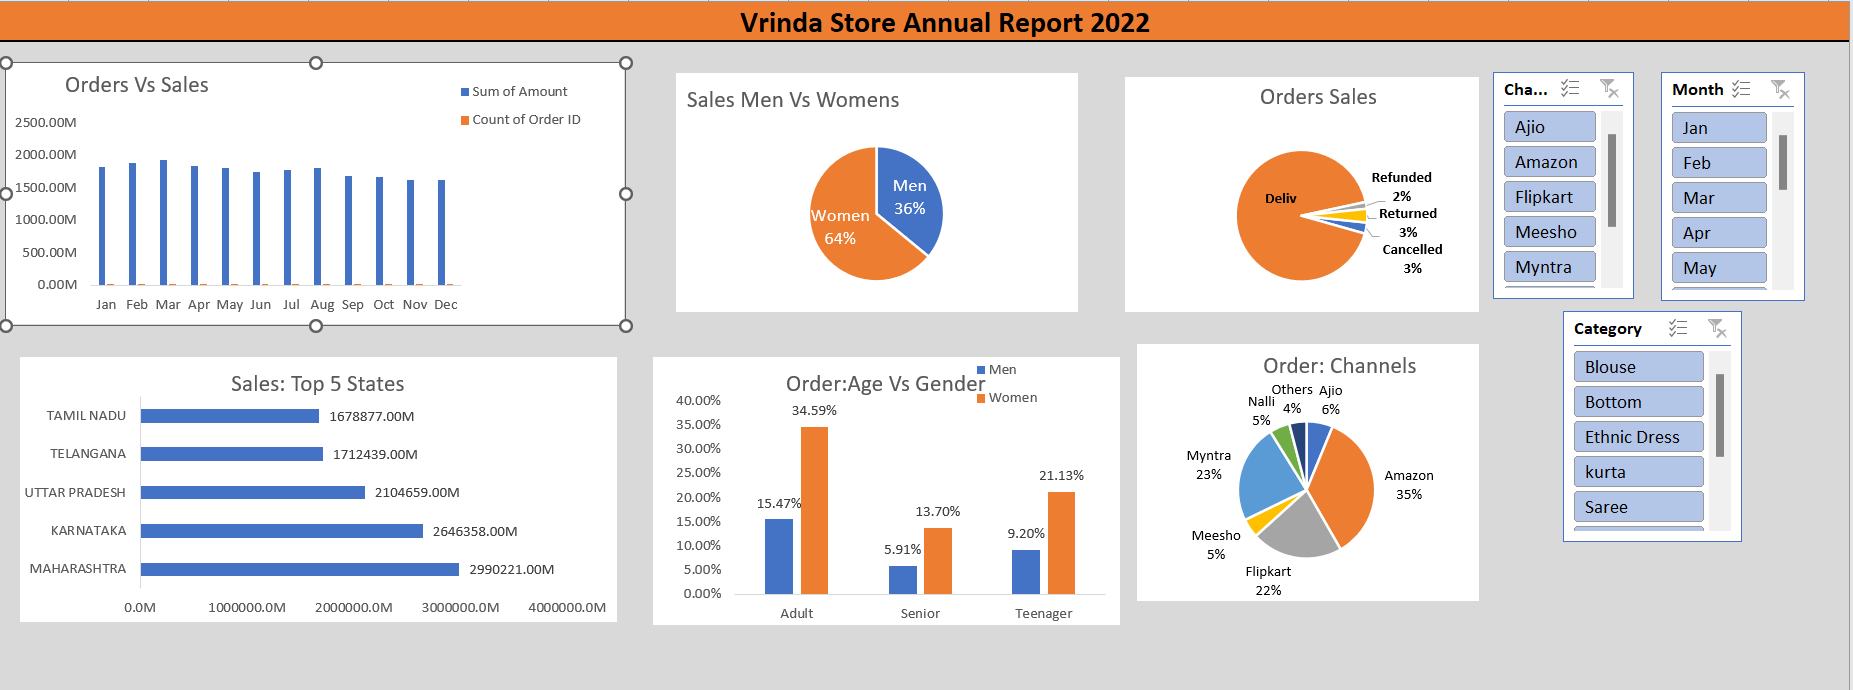 Vrinda Store Annual Report 2022
Orders Vs Sales
Sum of Amount
Count of Order ID
2500.00M
2000.00M
1500.00M
1000.00M
500.00M
0.00M
Jan Feb Mar Apr May Jun Jul Aug Sep Oct Nov Dec
Sales Men Vs Womens
Men
36%
Women
64%
Orders Sales
Deliv
Refunded
2%
Returned
3%
Cancelled
3%
Cha...
Ajio
Amazon
Flipkart
Meesho
Myntra
Month
Jan
Feb
Mar
Apr
May
Category
Blouse
Bottom
Ethnic Dress
kurta
Saree
Sales: Top 5 States
TAMIL NADU 1678877.00M
TELANGANA 1712439.00M
UTTAR PRADESH 2104659.00M
KARNATAKA 2646358.00M
MAHARASHTRA 2990221.00M
0.0M 1000000.0M 2000000.0M 3000000.0M 4000000.0M
Order:Age Vs Gender
Men
Women
40.00%
35.00%
30.00%
25.00%
20.00%
15.00%
10.00%
5.00%
0.00%
15.47%
34.59%
5.91%
13.70%
9.20%
21.13%
Adult Senior Teenager
Order: Channels
Others
4%
Ajio
6%
Nalli
5%
Myntra
23%
Amazon
35%
Meesho
5%
Flipkart
22%